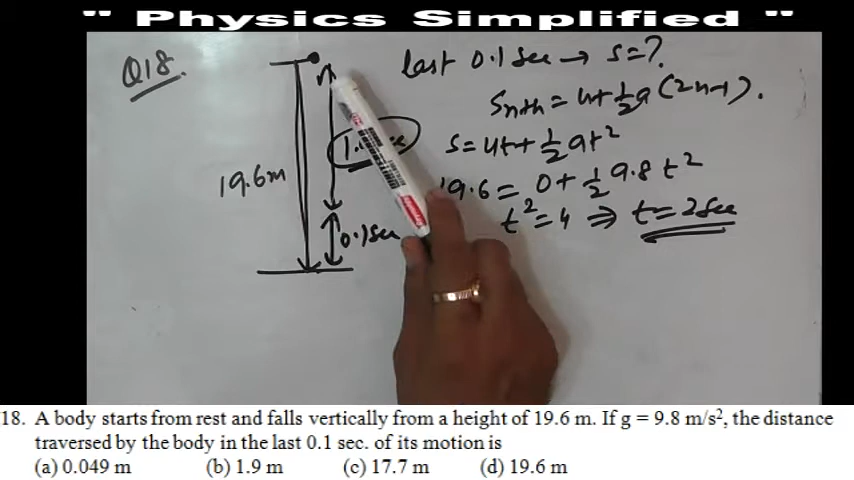 " Physics Simplified "
Q18.
last 0.1 sec → s=?
Snth = u+½a(2n-1).
s=ut+½at²
19.6m
19.6= 0+½ 9.8 t²
t²=4 ⇒ t=2sec
0.1sec
18. A body starts from rest and falls vertically from a height of 19.6 m. If g = 9.8 m/s², the distance
traversed by the body in the last 0.1 sec. of its motion is
(a) 0.049 m (b) 1.9 m (c) 17.7 m (d) 19.6 m